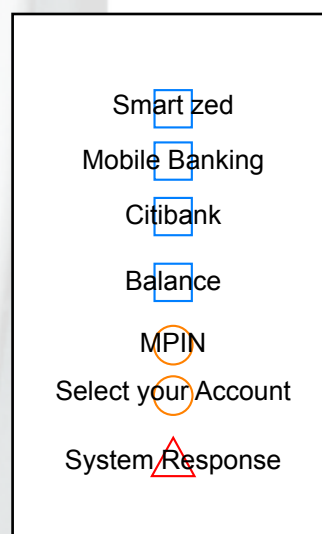 Smart zed
Mobile Banking
Citibank
Balance
MPIN
Select your Account
System Response